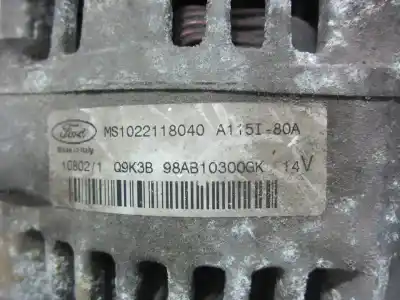 Ford MS1022118040 A115I-80A
Made in Italy
10802/1 Q9K3B 98AB10300GK 14V